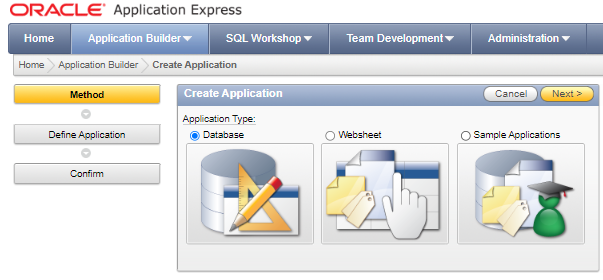 ORACLE Application Express
Home Application Builder SQL Workshop Team Development Administration
Home Application Builder Create Application
Method
Define Application
Confirm
Create Application Cancel Next >
Application Type:
Database Websheet Sample Applications